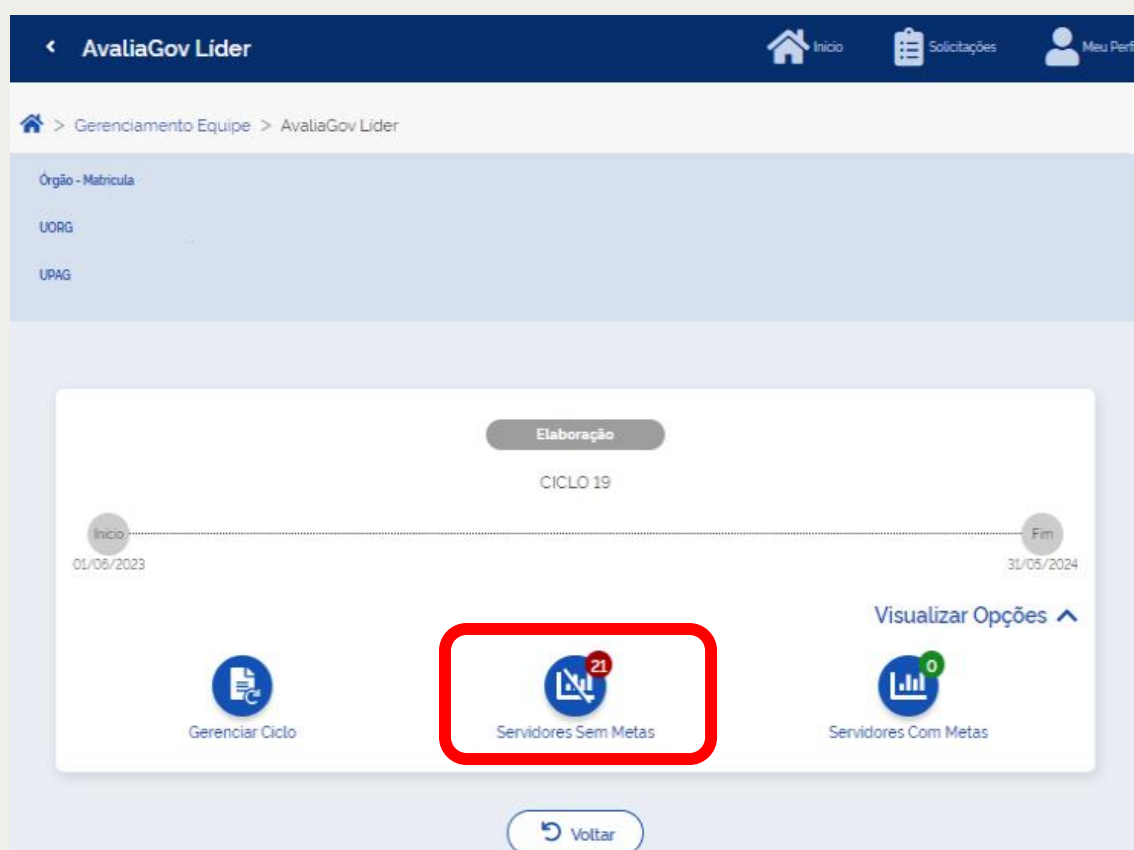 AvaliaGov Líder
Início
Solicitações
Meu Perfi
> Gerenciamento Equipe > AvaliaGov Líder
Órgão - Matrícula
UORG
UPAG
Elaboração
CICLO 19
Início
Fim
01/06/2023
31/05/2024
Visualizar Opções
21
0
Gerenciar Ciclo
Servidores Sem Metas
Servidores Com Metas
Voltar